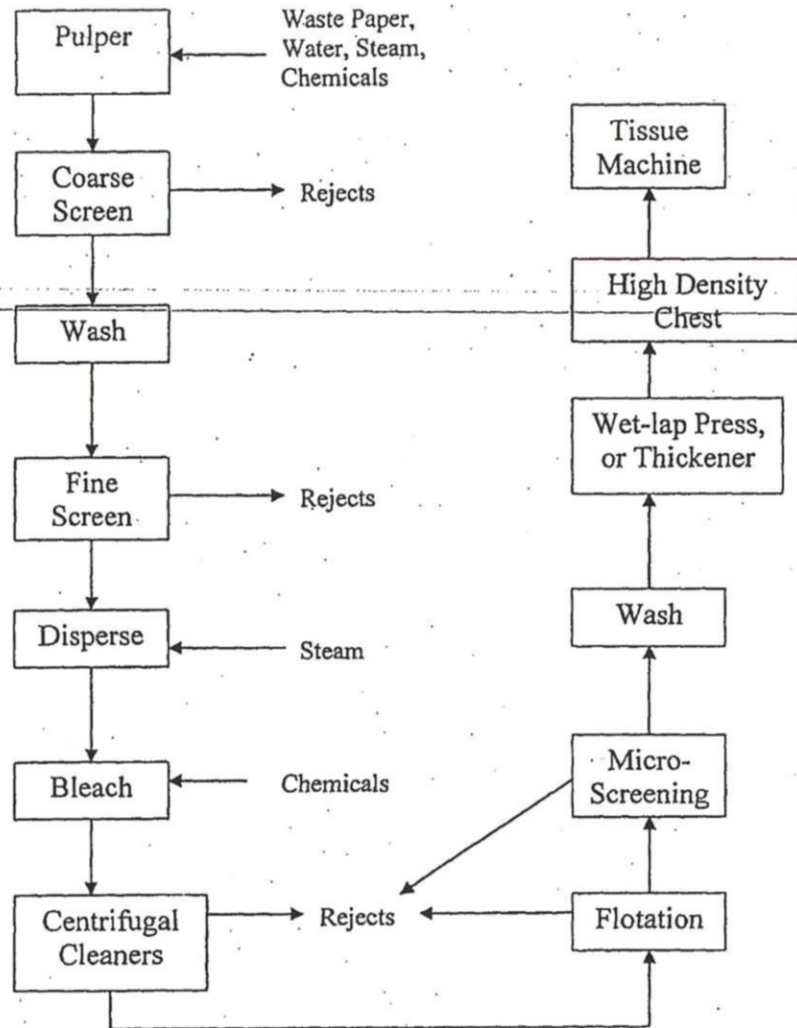 Pulper
Waste Paper,
Water, Steam,
Chemicals
Coarse
Screen
Rejects
Wash
Fine
Screen
Rejects
Disperse
Steam
Bleach
Chemicals
Centrifugal
Cleaners
Rejects
Flotation
Micro-
Screening
Wash
Wet-lap Press,
or Thickener
High Density
Chest
Tissue
Machine